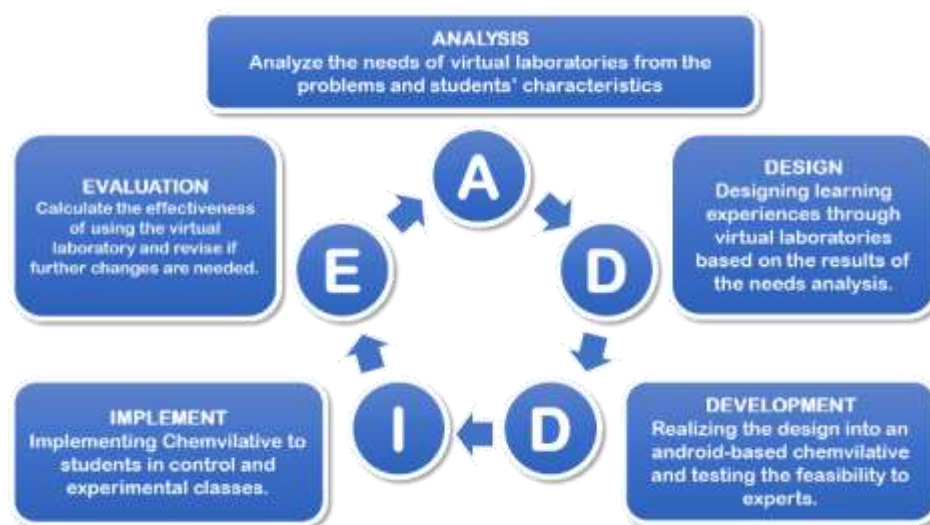 ANALYSIS
Analyze the needs of virtual laboratories from the
problems and students' characteristics
A
DESIGN
Designing learning
experiences through
virtual laboratories
based on the results of
the needs analysis.
D
EVALUATION
Calculate the effectiveness
of using the virtual
laboratory and revise if
further changes are needed.
E
IMPLEMENT
Implementing Chemvilative to
students in control and
experimental classes.
I
D
DEVELOPMENT
Realizing the design into an
android-based chemvilative
and testing the feasibility to
experts.